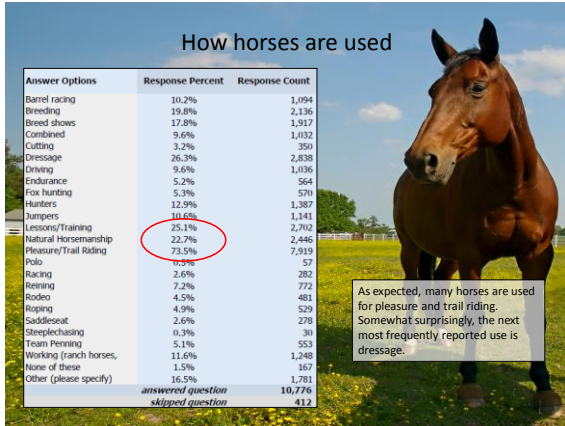 How horses are used
Answer Options Response Percent Response Count
Barrel racing 10.2% 1,094
Breeding 19.8% 2,136
Breed shows 17.8% 1,917
Combined 9.6% 1,032
Cutting 3.2% 350
Dressage 26.3% 2,838
Driving 9.6% 1,036
Endurance 5.2% 564
Fox hunting 5.3% 570
Hunters 12.9% 1,387
Jumpers 10.6% 1,141
Lessons/Training 25.1% 2,702
Natural Horsemanship 22.7% 2,446
Pleasure/Trail Riding 73.5% 7,919
Polo 0.5% 57
Racing 2.6% 282
Reining 7.2% 772
Rodeo 4.5% 481
Roping 4.9% 529
Saddleseat 2.6% 278
Steeplechasing 0.3% 30
Team Penning 5.1% 553
Working (ranch horses, 11.6% 1,248
None of these 1.5% 167
Other (please specify) 16.5% 1,781
answered question 10,776
skipped question 412
As expected, many horses are used
for pleasure and trail riding.
Somewhat surprisingly, the next
most frequently reported use is
dressage.